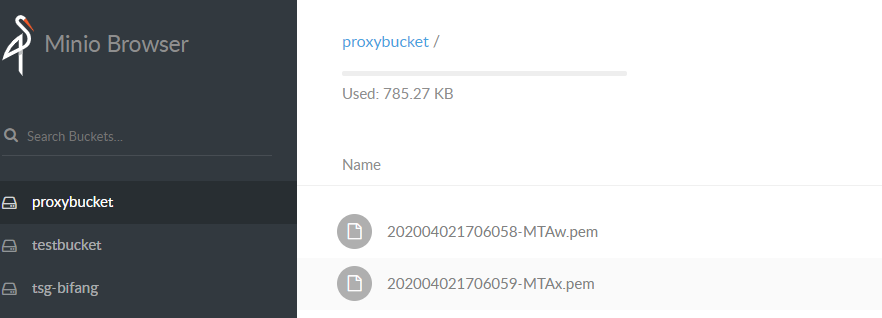 Minio Browser
Search Buckets...
proxybucket
testbucket
tsg-bifang
proxybucket /
Used: 785.27 KB
Name
202004021706058-MTAw.pem
202004021706059-MTAx.pem